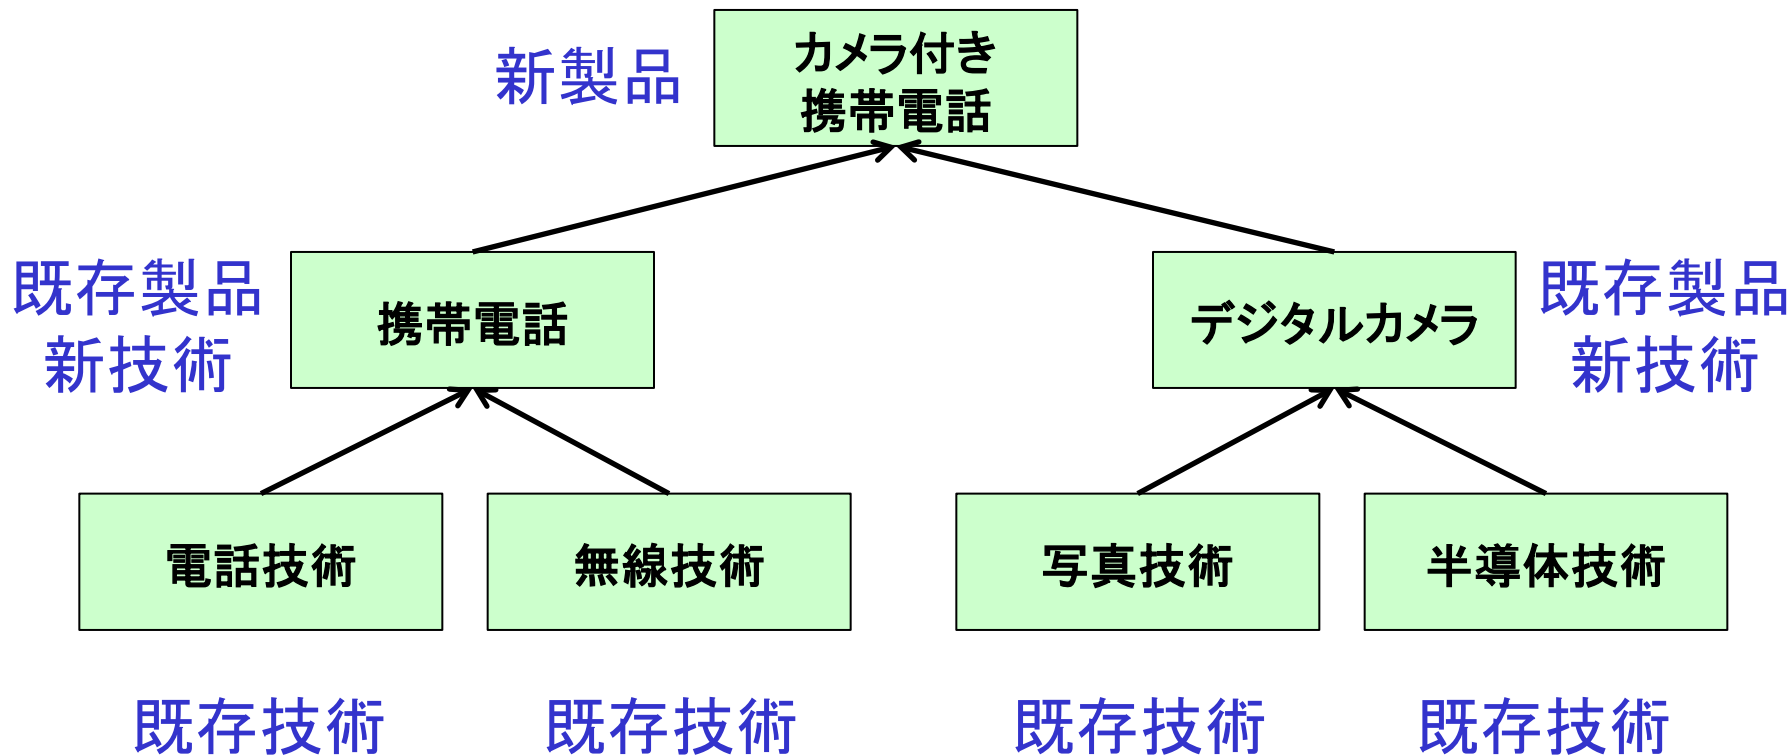 新製品
カメラ付き
携帯電話
既存製品
新技術
携帯電話
デジタルカメラ
既存製品
新技術
電話技術
無線技術
写真技術
半導体技術
既存技術
既存技術
既存技術
既存技術